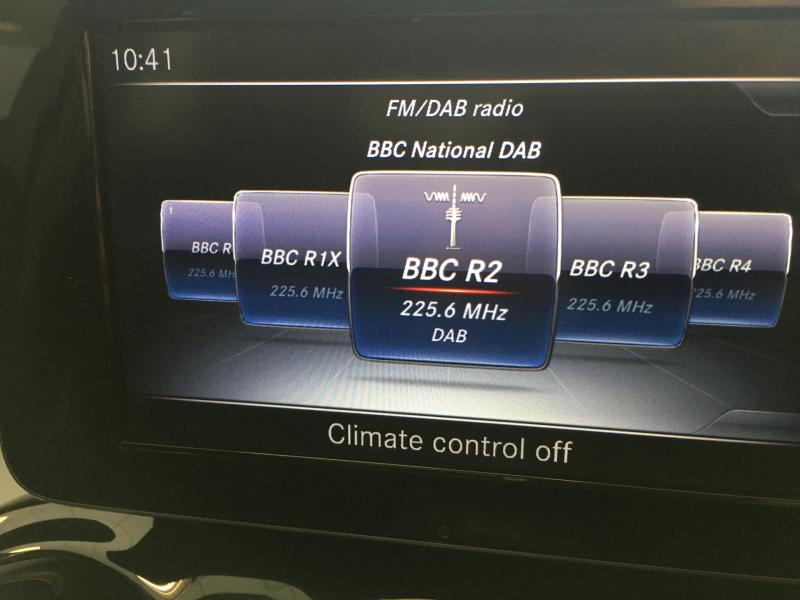 10:41
FM/DAB radio
BBC National DAB
BBC R
225.6 MH
BBC R1X
225.6 MHz
BBC R2
225.6 MHz
DAB
BBC R3
225.6 MHz
BBC R4
225.6 MHz
Climate control off